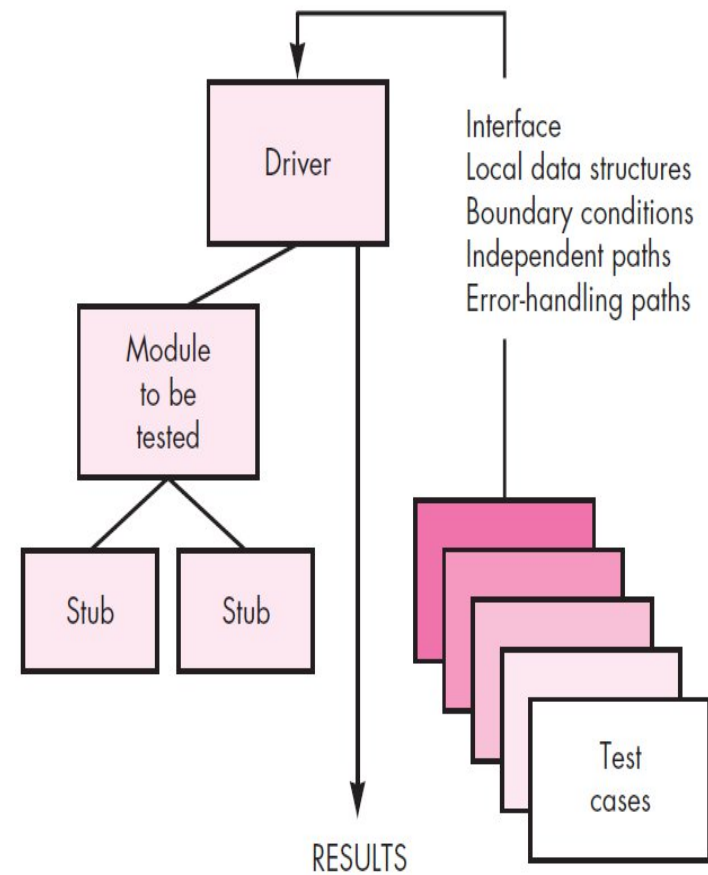 Driver
Interface
Local data structures
Boundary conditions
Independent paths
Error-handling paths
Module
to be
tested
Stub
Stub
Test
cases
RESULTS